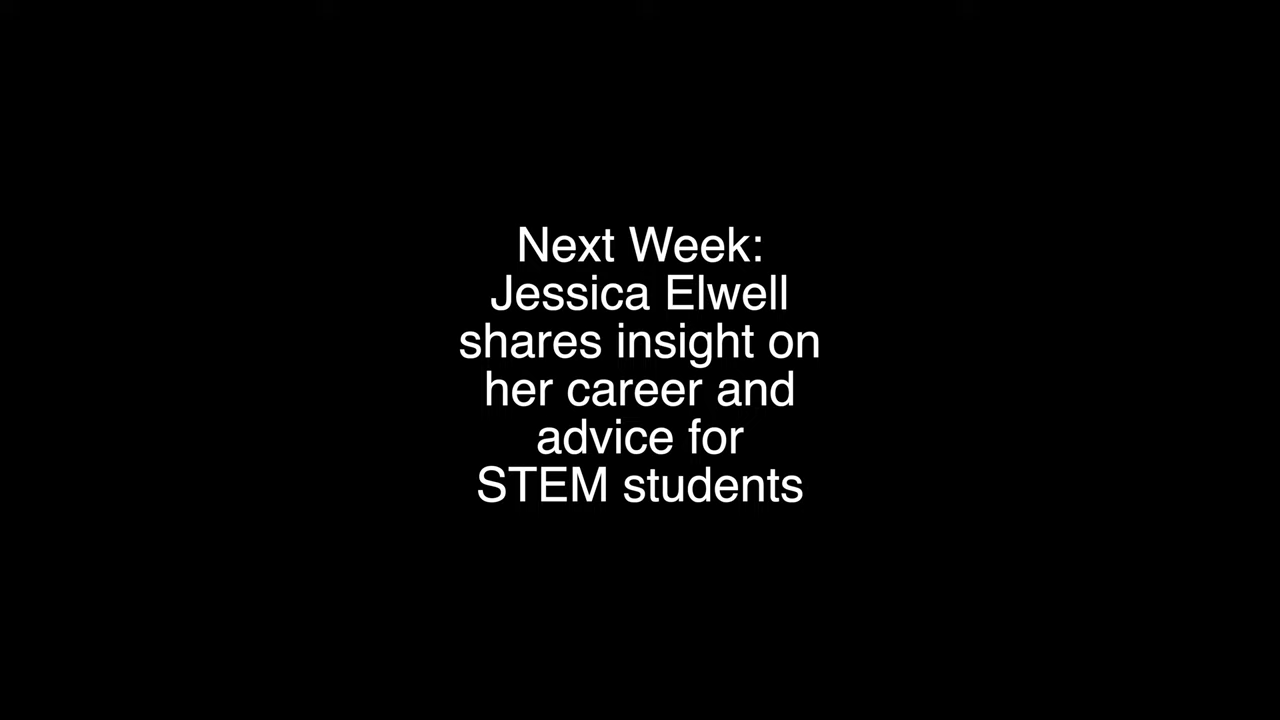 Next Week:
Jessica Elwell
shares insight on
her career and
advice for
STEM students